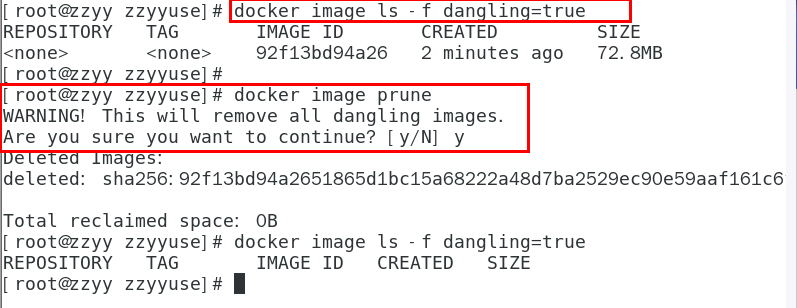 [root@zzyy zzyyuse]# docker image ls -f dangling=true
REPOSITORY   TAG       IMAGE ID       CREATED         SIZE
<none>       <none>    92f13bd94a26   2 minutes ago   72.8MB
[root@zzyy zzyyuse]#
[root@zzyy zzyyuse]# docker image prune
WARNING! This will remove all dangling images.
Are you sure you want to continue? [y/N] y
Deleted Images:
deleted: sha256:92f13bd94a2651865d1bc15a68222a48d7ba2529ec90e59aaf161c6

Total reclaimed space: 0B
[root@zzyy zzyyuse]# docker image ls -f dangling=true
REPOSITORY   TAG       IMAGE ID   CREATED   SIZE
[root@zzyy zzyyuse]#